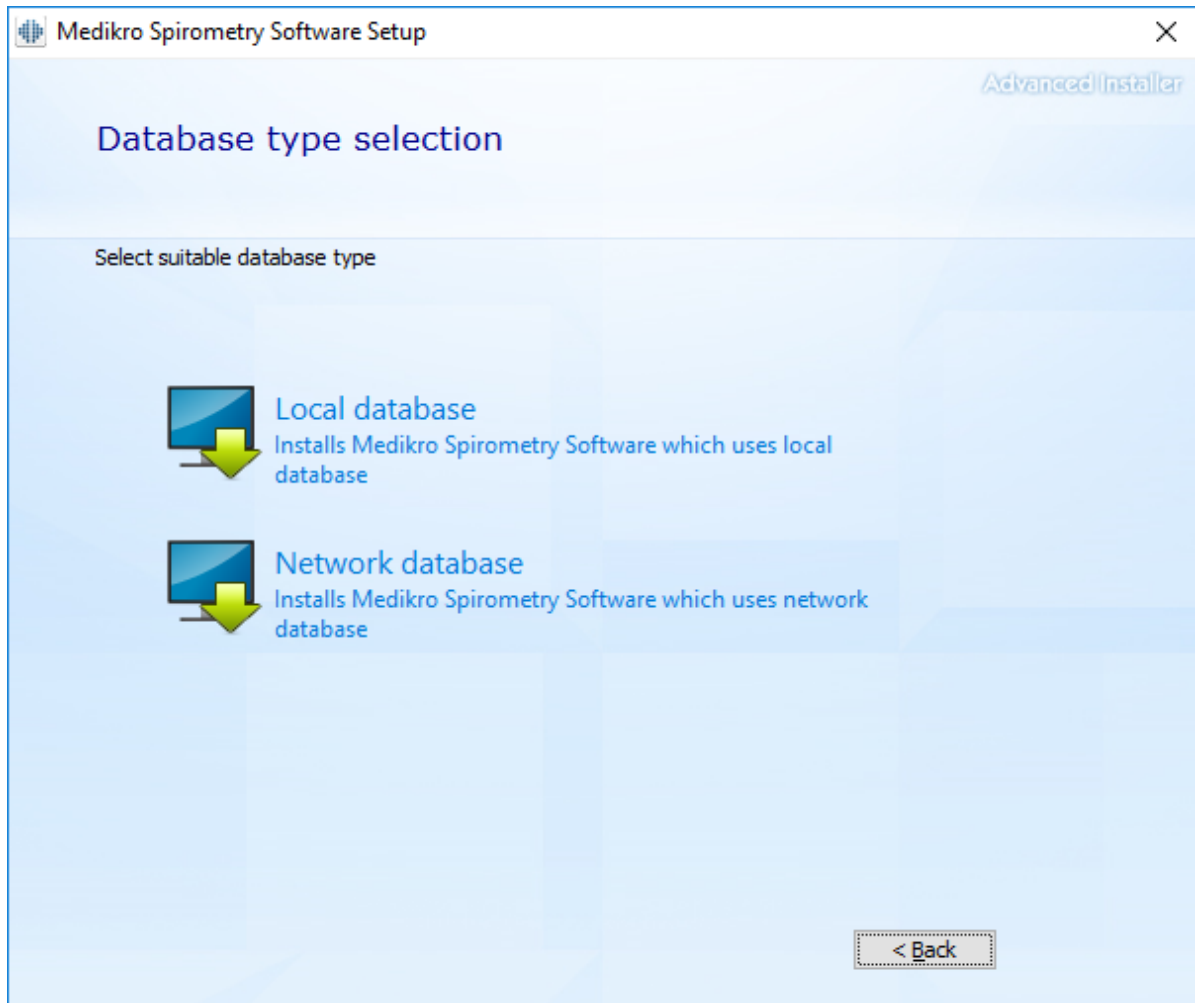 Medikro Spirometry Software Setup
Advanced Installer
Database type selection
Select suitable database type
Local database
Installs Medikro Spirometry Software which uses local
database
Network database
Installs Medikro Spirometry Software which uses network
database
< Back